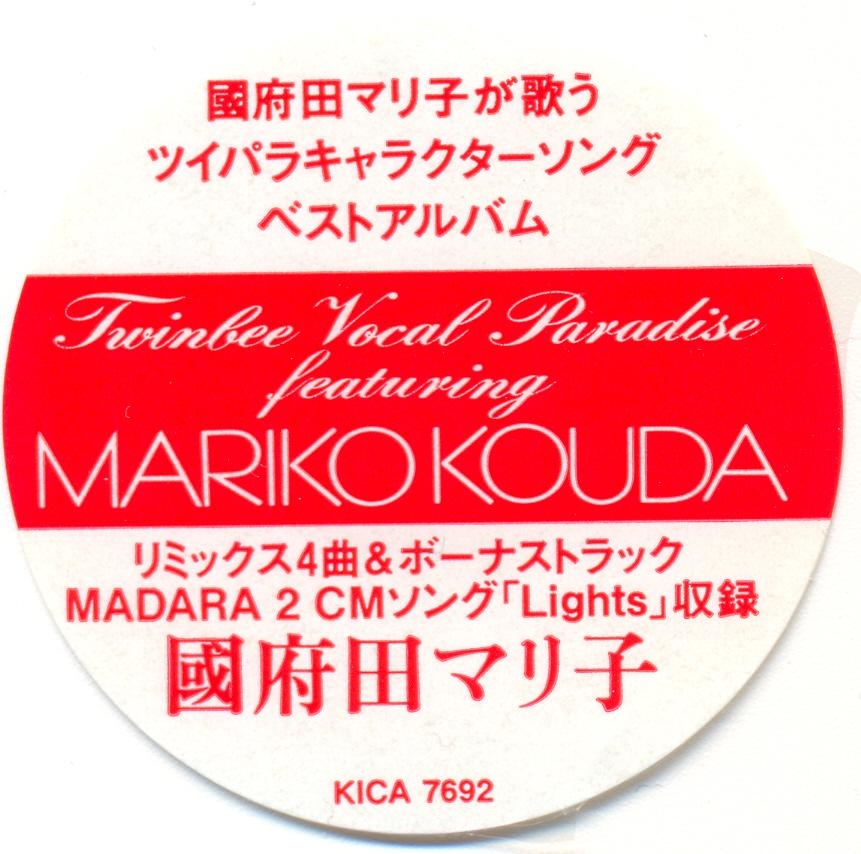 國府田マリ子が歌う
ツイパラキャラクターソング
ベストアルバム
Twinbee Vocal Paradise
featuring
MARIKO KOUDA
リミックス4曲&ボーナストラック
MADARA 2 CMソング「Lights」収録
國府田マリ子
KICA 7692